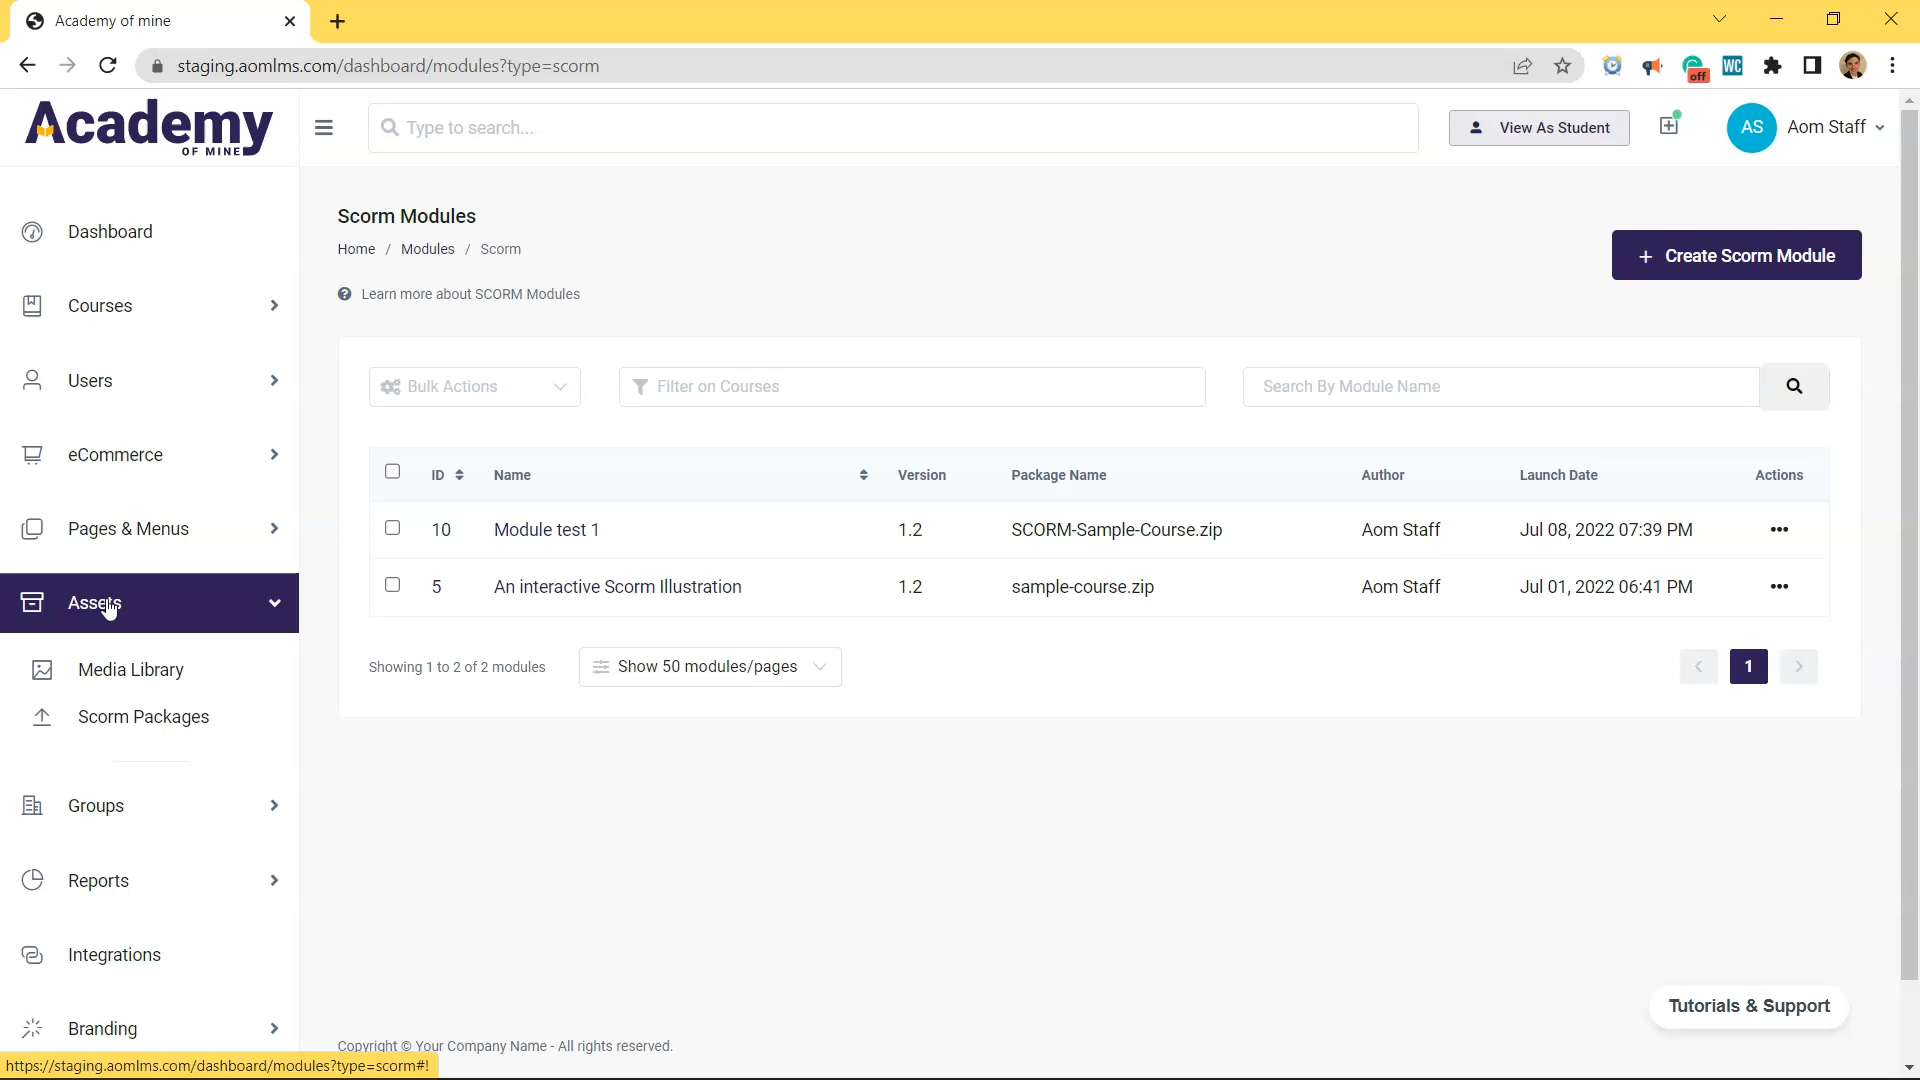 Academy of mine
staging.aomlms.com/dashboard/modules?type=scorm
off
WC
Academy
OF MINE
Type to search...
View As Student
AS
Aom Staff
Dashboard
Courses
Users
eCommerce
Pages & Menus
Assets
Media Library
Scorm Packages
Groups
Reports
Integrations
Branding
Scorm Modules
Home / Modules / Scorm
Learn more about SCORM Modules
+ Create Scorm Module
Bulk Actions
Filter on Courses
Search By Module Name
ID Name Version Package Name Author Launch Date Actions
10 Module test 1 1.2 SCORM-Sample-Course.zip Aom Staff Jul 08, 2022 07:39 PM
5 An interactive Scorm Illustration 1.2 sample-course.zip Aom Staff Jul 01, 2022 06:41 PM
Showing 1 to 2 of 2 modules
Show 50 modules/pages
1
Tutorials & Support
Copyright © Your Company Name - All rights reserved.
https://staging.aomlms.com/dashboard/modules?type=scorm#!